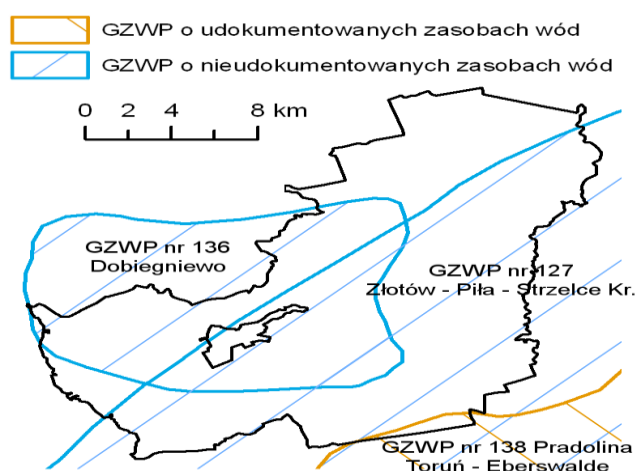 GZWP o udokumentowanych zasobach wód
GZWP o nieudokumentowanych zasobach wód
0 2 4 8 km
GZWP nr 136
Dobiegniewo
GZWP nr 127
Złotów - Piła - Strzelce Kr.
GZWP nr 138 Pradolina
Toruń - Eberswalde